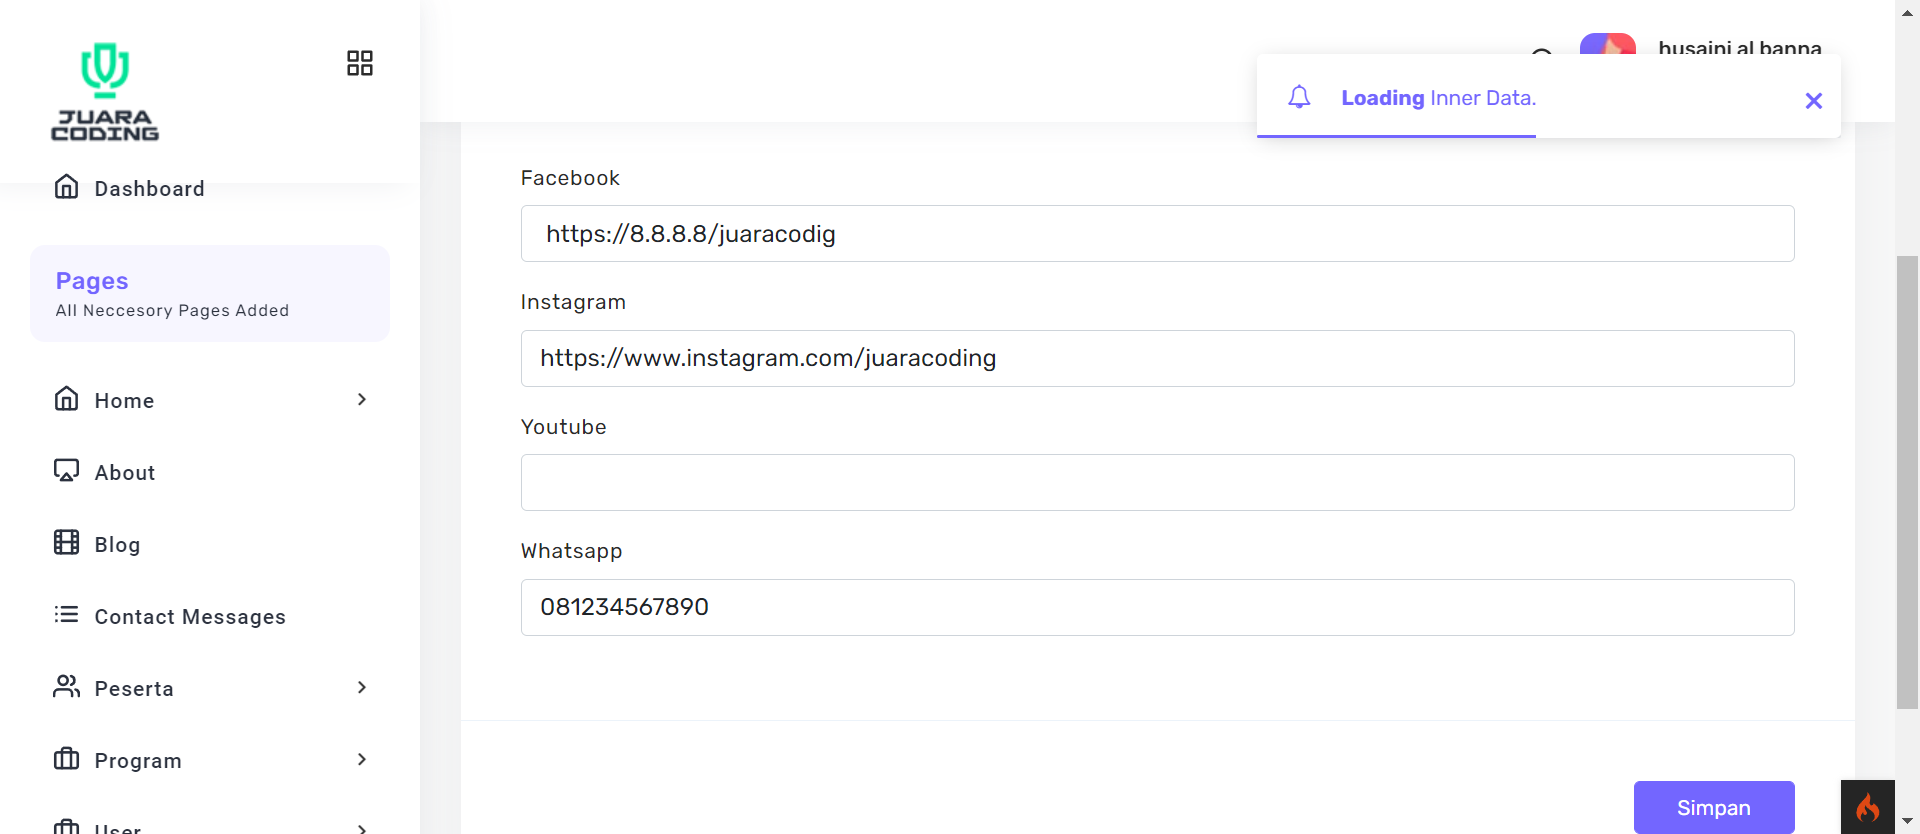 JUARA
CODING
husaini al banna
Loading Inner Data.
Dashboard
Pages
All Neccesory Pages Added
Home
About
Blog
Contact Messages
Peserta
Program
User
Facebook
https://8.8.8.8/juaracodig
Instagram
https://www.instagram.com/juaracoding
Youtube
Whatsapp
081234567890
Simpan